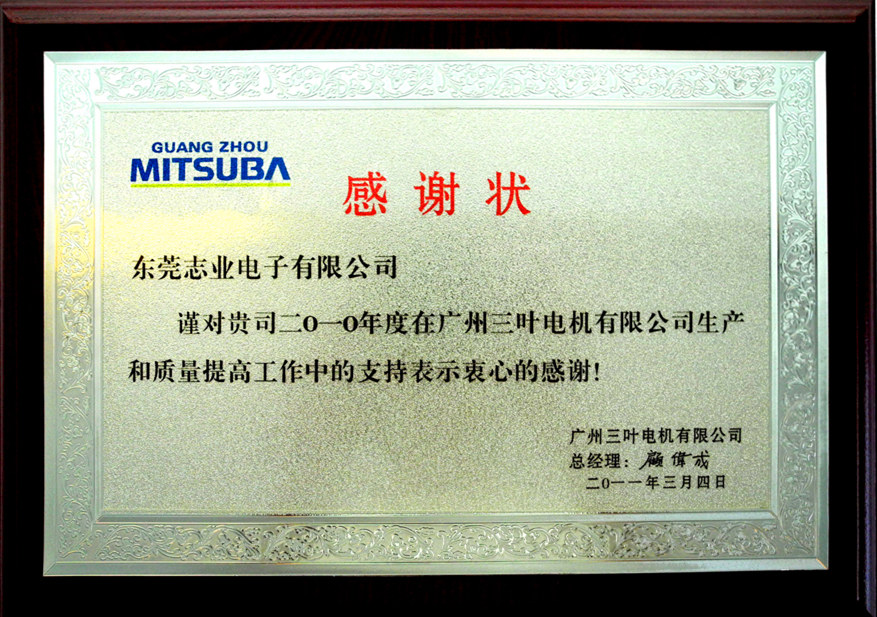 GUANG ZHOU
MITSUBA
感谢状
东莞志业电子有限公司
谨对贵司二O一O年度在广州三叶电机有限公司生产
和质量提高工作中的支持表示衷心的感谢!
广州三叶电机有限公司
总经理: 顾伟成
二O一一年三月四日